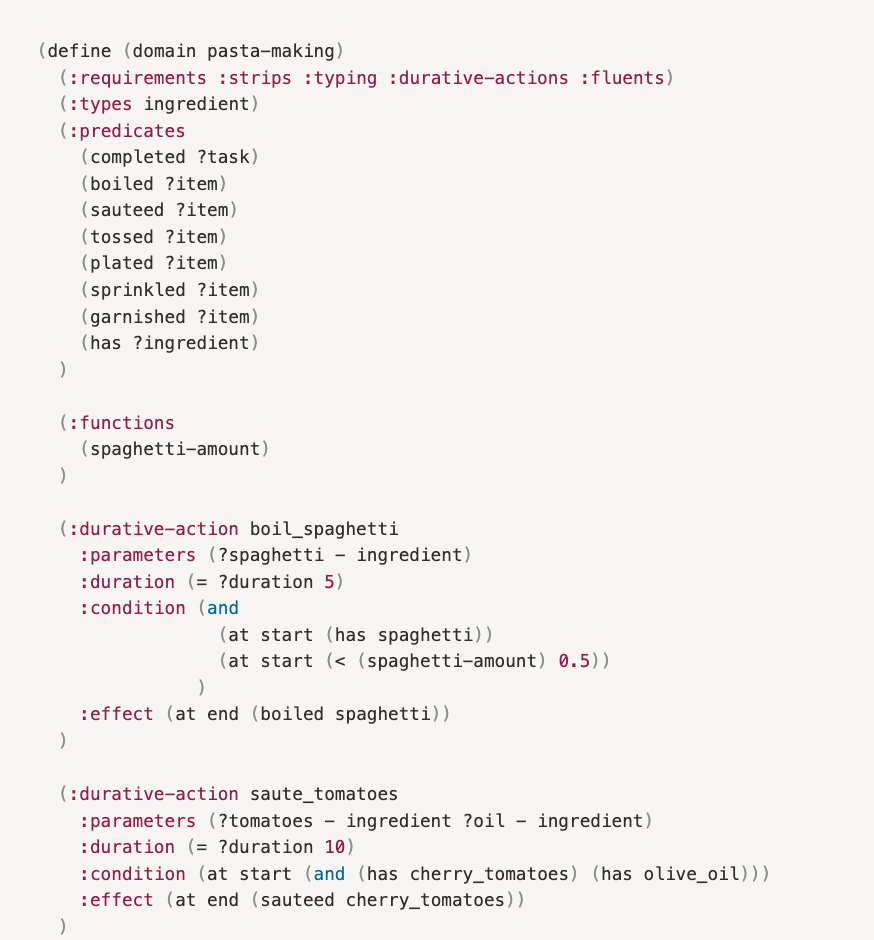 (define (domain pasta-making)
  (:requirements :strips :typing :durative-actions :fluents)
  (:types ingredient)
  (:predicates
    (completed ?task)
    (boiled ?item)
    (sauteed ?item)
    (tossed ?item)
    (plated ?item)
    (sprinkled ?item)
    (garnished ?item)
    (has ?ingredient)
  )

  (:functions
    (spaghetti-amount)
  )

  (:durative-action boil_spaghetti
    :parameters (?spaghetti - ingredient)
    :duration (= ?duration 5)
    :condition (and
                 (at start (has spaghetti))
                 (at start (< (spaghetti-amount) 0.5))
               )
    :effect (at end (boiled spaghetti))
  )

  (:durative-action saute_tomatoes
    :parameters (?tomatoes - ingredient ?oil - ingredient)
    :duration (= ?duration 10)
    :condition (at start (and (has cherry_tomatoes) (has olive_oil)))
    :effect (at end (sauteed cherry_tomatoes))
  )